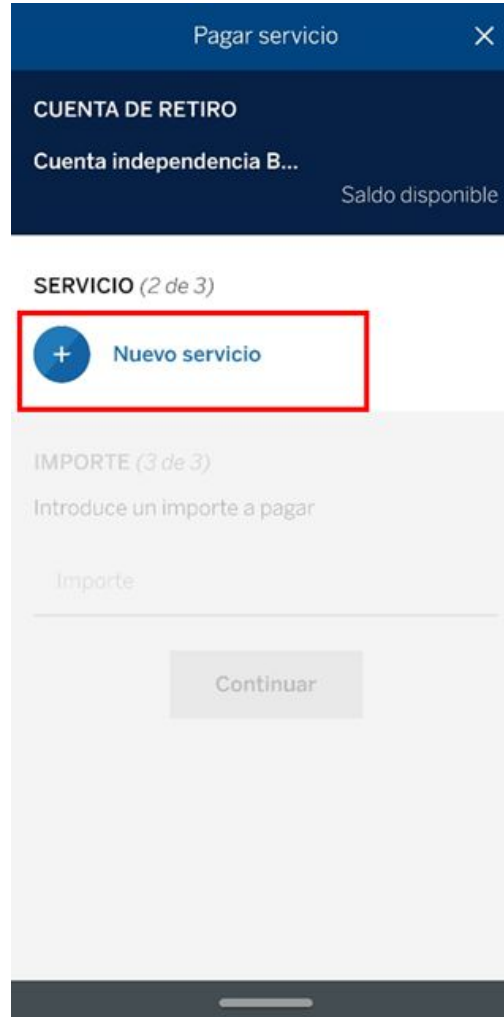 Pagar servicio
CUENTA DE RETIRO
Cuenta independencia B...
Saldo disponible
SERVICIO (2 de 3)
Nuevo servicio
IMPORTE (3 de 3)
Introduce un importe a pagar
Importe
Continuar